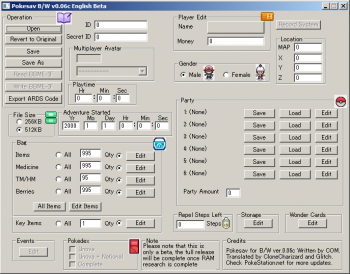 Pokesav B/W v0.06c English Beta
Operation
Open
Revert to Original
Save
Save As
Read DUME-3
Write DUME-3
Export ARDS Code
ID 0
Secret ID 0
Multiplayer Avatar
Playtime
Hr Min Sec
0 : 0 : 0
Player Edit
Name
Money 0
Record System
Gender
Male Female
Location
MAP 0
X 0
Y 0
Z 0
File Size
256KB
512KB
Adventure Started
Yr Mo Day Hr Min Sec
2000 1 1 0 : 0 : 0
Bag
Items All 995 Qty Edit
Medicine All 995 Qty Edit
TM/HM All 95 Qty Edit
Berries All 995 Qty Edit
All Items Edit Items
Key Items All 1 Qty Edit
Party
1 (None) Save Load Edit
2 (None) Save Load Edit
3 (None) Save Load Edit
4 (None) Save Load Edit
5 (None) Save Load Edit
6 (None) Save Load Edit
Party Amount 0
Repel Steps Left
0 Steps
Storage
Edit
Wonder Cards
Edit
Events
Edit
Pokedex
Unova
Unova + National
Complete
Note
Please note that this is
only a beta, the full release
will be complete once RAM
research is complete
Credits
Pokesav for B/W ver 0.06c Written by COM.
Translated by CloneCharizard and Glitch.
Check PokeStation.net for more updates.